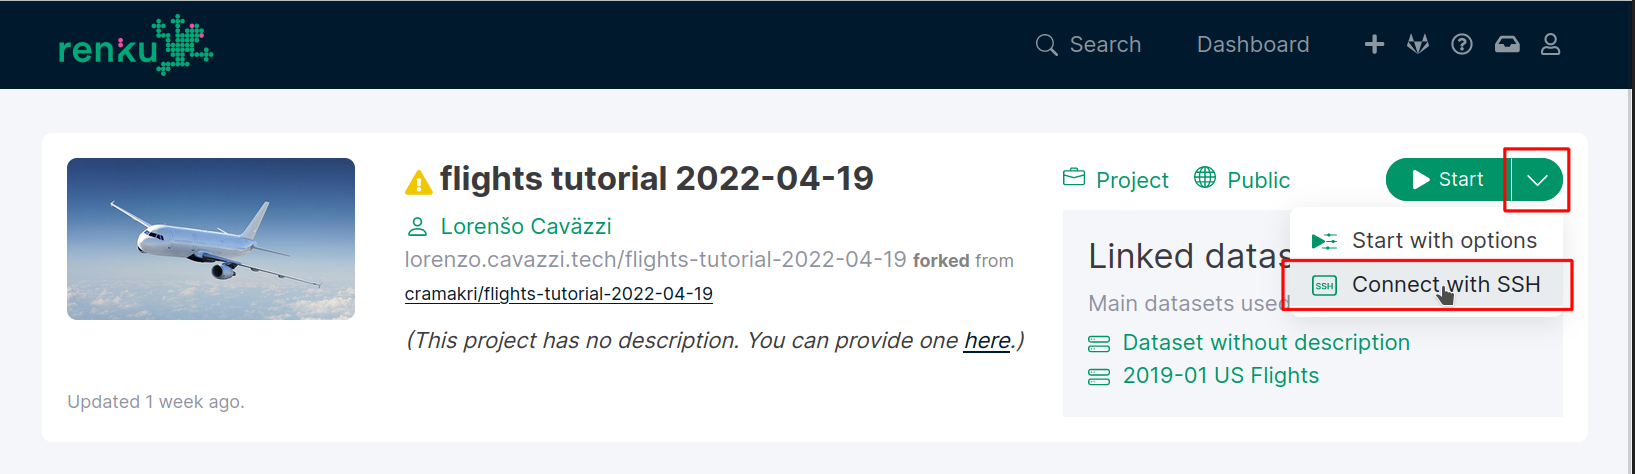 renku
Search Dashboard
flights tutorial 2022-04-19
Lorenšo Caväzzi
lorenzo.cavazzi.tech/flights-tutorial-2022-04-19 forked from
cramakri/flights-tutorial-2022-04-19
(This project has no description. You can provide one here.)
Updated 1 week ago.
Project Public
Start
Start with options
SSH Connect with SSH
Linked datas
Main datasets used
Dataset without description
2019-01 US Flights